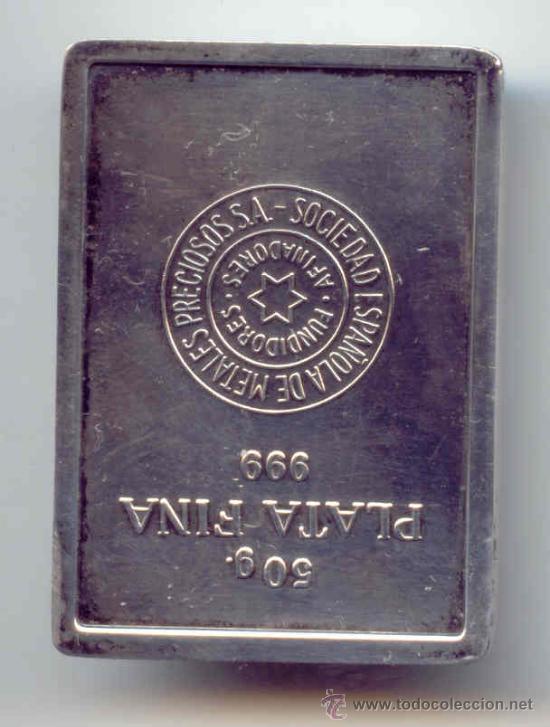 50 g.
PLATA FINA
999
SOCIEDAD ESPAÑOLA DE METALES PRECIOSOS S.A.-
AFINADORES · FUNDIDORES ·
www.todocoleccion.net